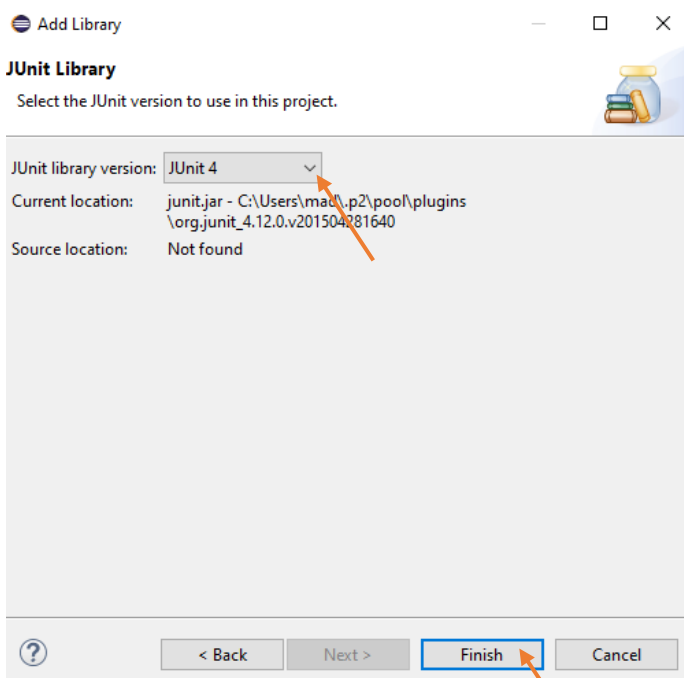 Add Library
JUnit Library
Select the JUnit version to use in this project.
JUnit library version: JUnit 4
Current location: junit.jar - C:\Users\mad\.p2\pool\plugins
\org.junit_4.12.0.v201504281640
Source location: Not found
? < Back Next > Finish Cancel